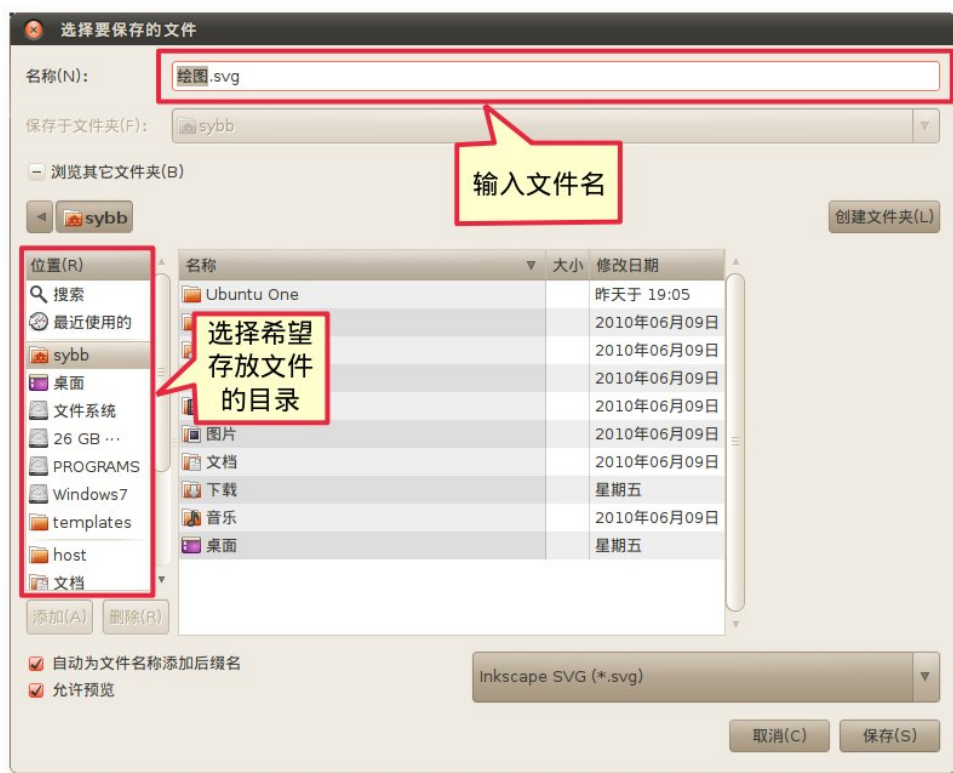 选择要保存的文件
名称(N):
绘图.svg
保存于文件夹(F):
sybb
浏览其它文件夹(B)
输入文件名
sybb
创建文件夹(L)
位置(R)
名称
大小
修改日期
搜索
Ubuntu One
昨天于 19:05
最近使用的
2010年06月09日
选择希望
存放文件
的目录
sybb
2010年06月09日
桌面
2010年06月09日
文件系统
2010年06月09日
26 GB ···
图片
2010年06月09日
PROGRAMS
文档
2010年06月09日
Windows7
下载
星期五
templates
音乐
2010年06月09日
host
桌面
星期五
文档
添加(A)
删除(R)
自动为文件名称添加后缀名
允许预览
Inkscape SVG (*.svg)
取消(C)
保存(S)